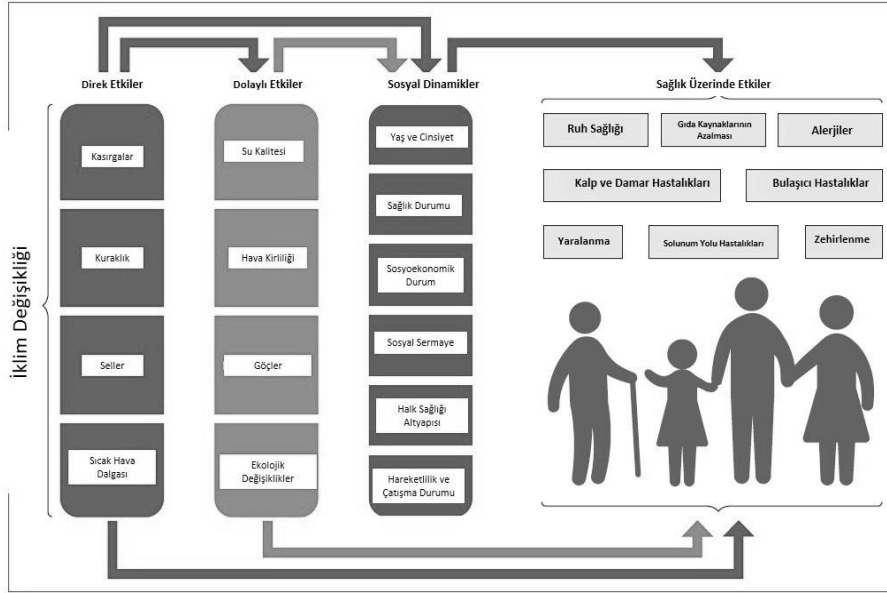 İklim Değişikliği
Direk Etkiler
Kasırgalar
Kuraklık
Seller
Sıcak Hava
Dalgası
Dolaylı Etkiler
Su Kalitesi
Hava Kirliliği
Göçler
Ekolojik
Değişiklikler
Sosyal Dinamikler
Yaş ve Cinsiyet
Sağlık Durumu
Sosyoekonomik
Durum
Sosyal Sermaye
Halk Sağlığı
Altyapısı
Hareketlilik ve
Çatışma Durumu
Sağlık Üzerinde Etkiler
Ruh Sağlığı
Gıda Kaynaklarının
Azalması
Alerjiler
Kalp ve Damar Hastalıkları
Bulaşıcı Hastalıklar
Yaralanma
Solunum Yolu Hastalıkları
Zehirlenme